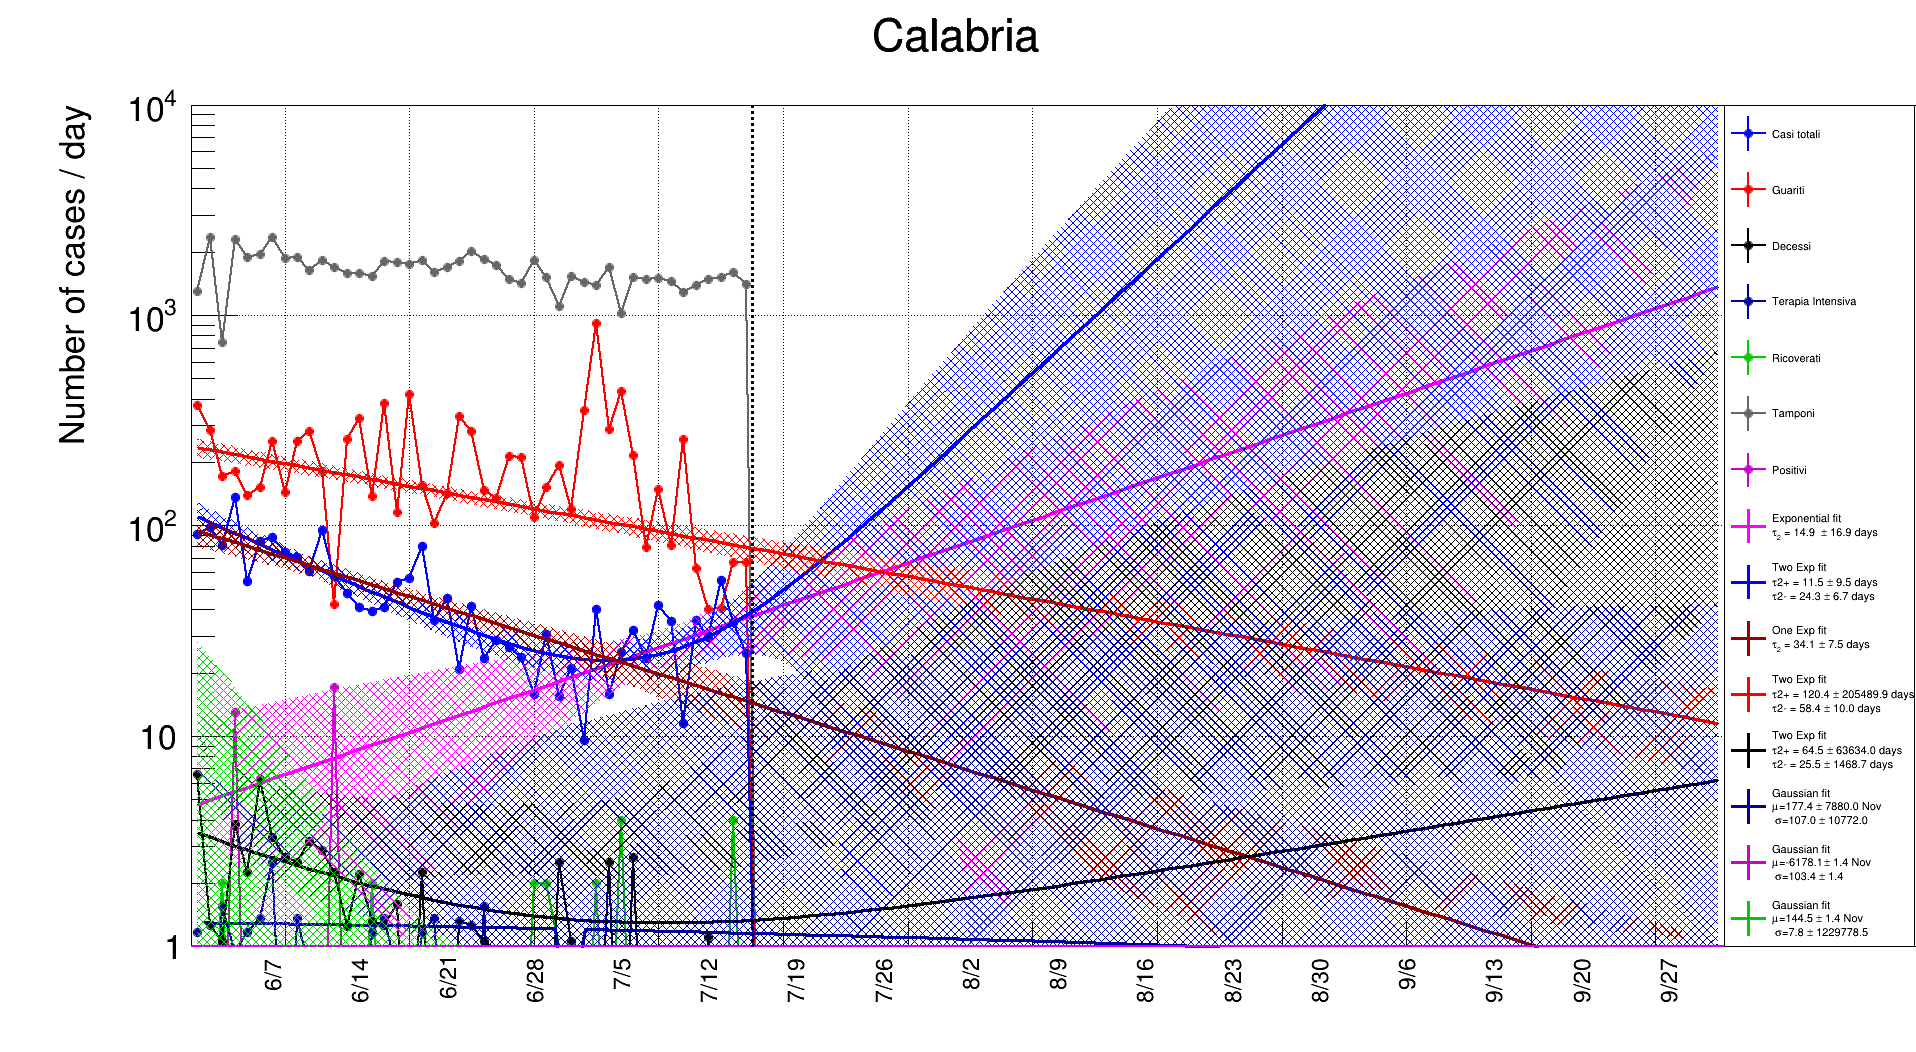 Calabria
Number of cases / day
10^4
10^3
10^2
10
1
6/7
6/14
6/21
6/28
7/5
7/12
7/19
7/26
8/2
8/9
8/16
8/23
8/30
9/6
9/13
9/20
9/27
Casi totali
Guariti
Decessi
Terapia Intensiva
Ricoverati
Tamponi
Positivi
Exponential fit
τ₂ = 14.9 ± 16.9 days
Two Exp fit
τ2+ = 11.5 ± 9.5 days
τ2- = 24.3 ± 6.7 days
One Exp fit
τ₂ = 34.1 ± 7.5 days
Two Exp fit
τ2+ = 120.4 ± 205489.9 days
τ2- = 58.4 ± 10.0 days
Two Exp fit
τ2+ = 64.5 ± 63634.0 days
τ2- = 25.5 ± 1468.7 days
Gaussian fit
μ=177.4 ± 7880.0 Nov
σ=107.0 ± 10772.0
Gaussian fit
μ=-6178.1 ± 1.4 Nov
σ=103.4 ± 1.4
Gaussian fit
μ=144.5 ± 1.4 Nov
σ=7.8 ± 1229778.5